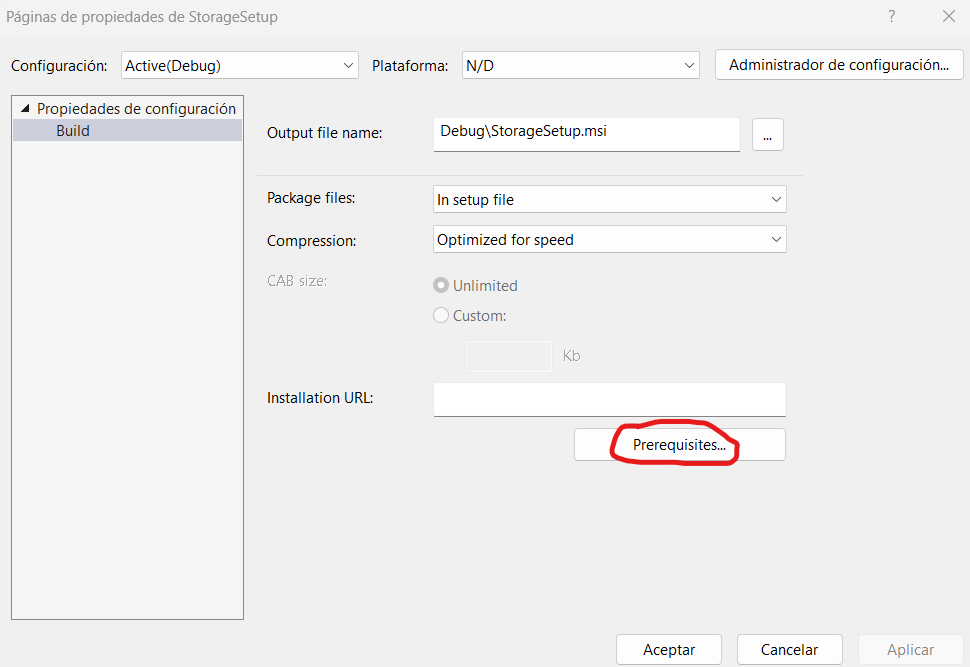 Páginas de propiedades de StorageSetup
Configuración: Active(Debug) Plataforma: N/D Administrador de configuración...
Propiedades de configuración
Build
Output file name: Debug\StorageSetup.msi ...
Package files: In setup file
Compression: Optimized for speed
CAB size: Unlimited
Custom:
Kb
Installation URL:
Prerequisites...
Aceptar Cancelar Aplicar